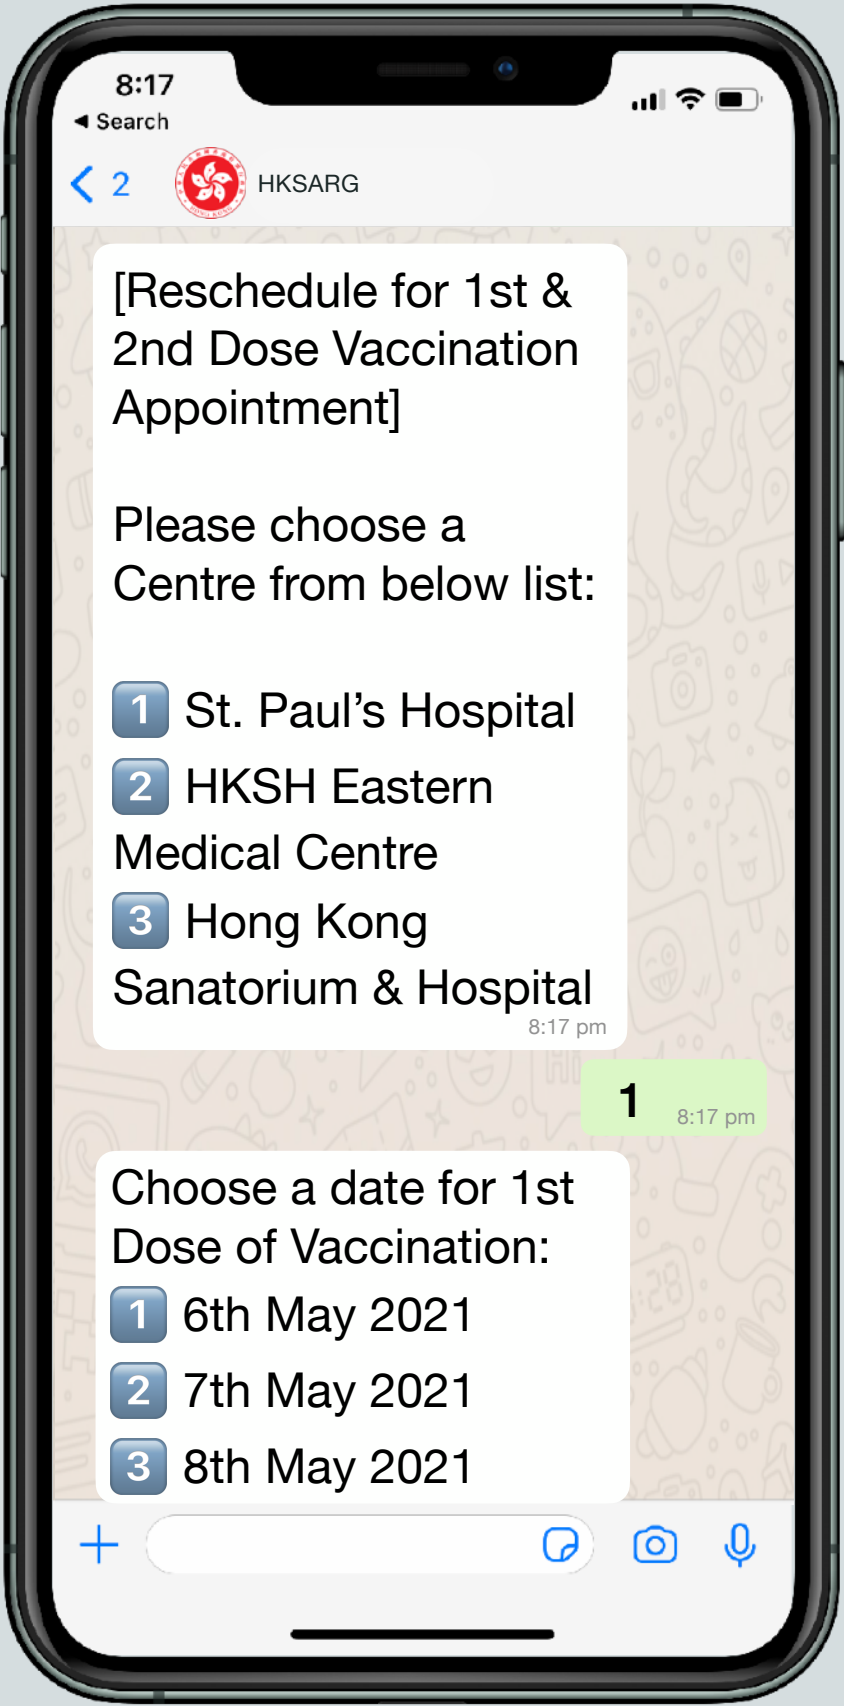 8:17
◀ Search
2
HKSARG
[Reschedule for 1st &
2nd Dose Vaccination
Appointment]
Please choose a
Centre from below list:
1 St. Paul’s Hospital
2 HKSH Eastern
Medical Centre
3 Hong Kong
Sanatorium & Hospital
8:17 pm
1 8:17 pm
Choose a date for 1st
Dose of Vaccination:
1 6th May 2021
2 7th May 2021
3 8th May 2021